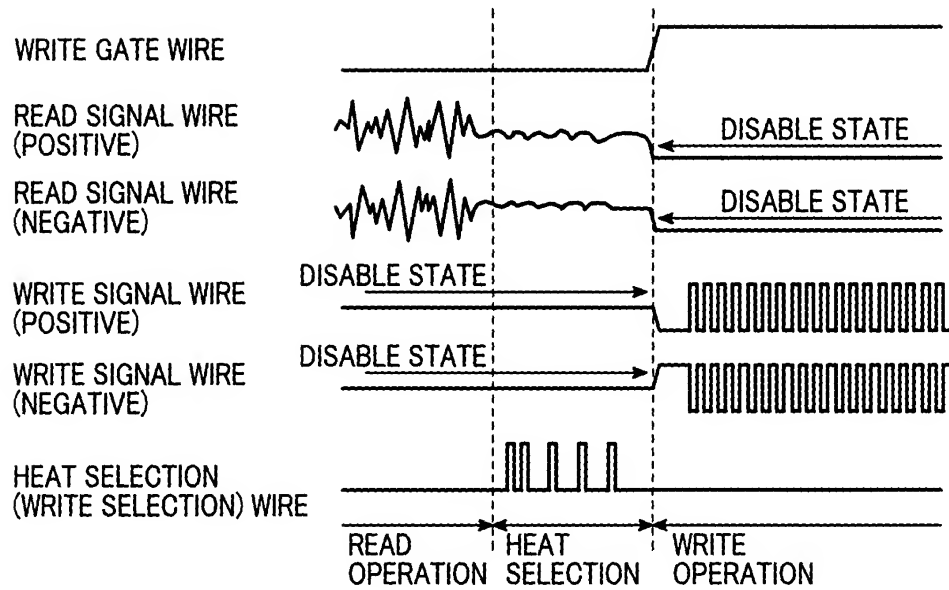 WRITE GATE WIRE
READ SIGNAL WIRE
(POSITIVE)
DISABLE STATE
READ SIGNAL WIRE
(NEGATIVE)
DISABLE STATE
DISABLE STATE
WRITE SIGNAL WIRE
(POSITIVE)
DISABLE STATE
WRITE SIGNAL WIRE
(NEGATIVE)
HEAT SELECTION
(WRITE SELECTION) WIRE
READ
OPERATION
HEAT
SELECTION
WRITE
OPERATION